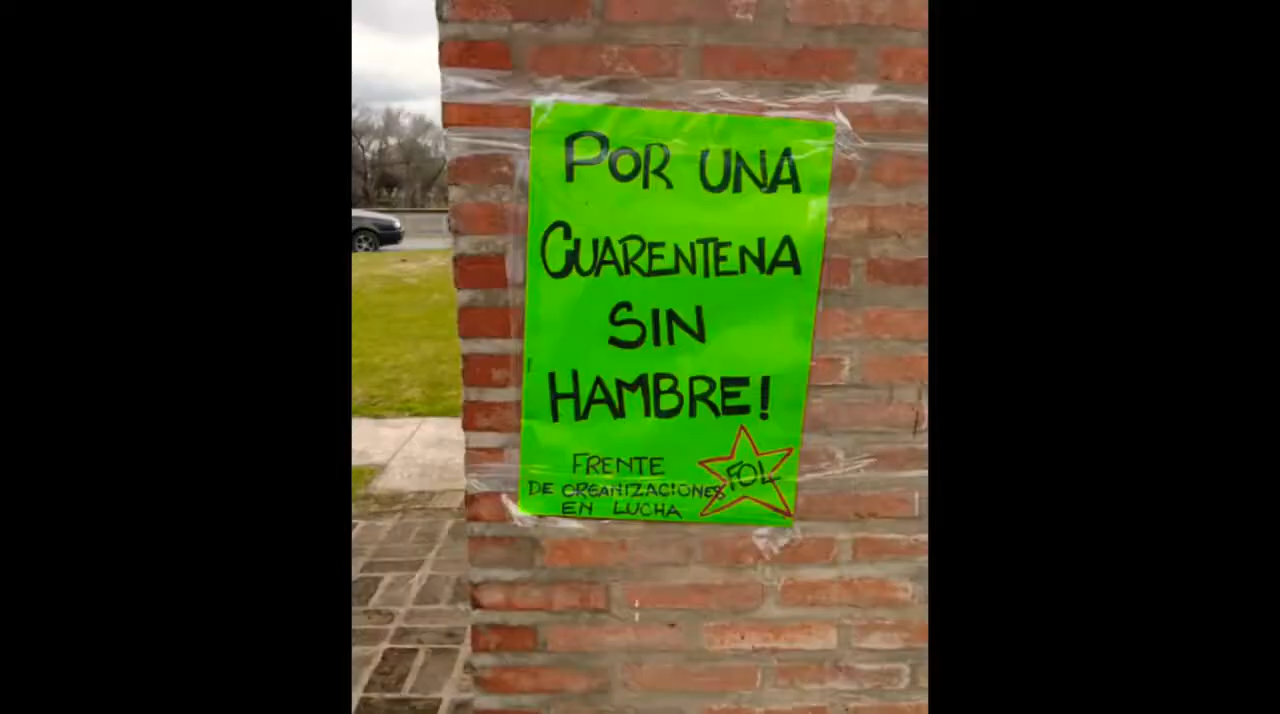 POR UNA
CUARENTENA
SIN
HAMBRE!
FRENTE
DE ORGANIZACIONES
EN LUCHA
FOL